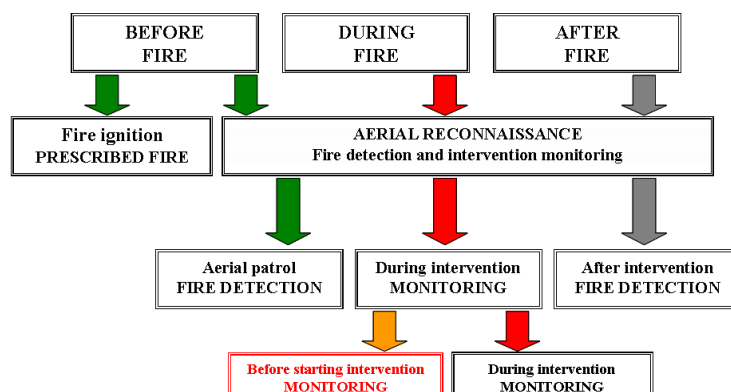 BEFORE
FIRE
DURING
FIRE
AFTER
FIRE
Fire ignition
PRESCRIBED FIRE
AERIAL RECONNAISSANCE
Fire detection and intervention monitoring
Aerial patrol
FIRE DETECTION
During intervention
MONITORING
After intervention
FIRE DETECTION
Before starting intervention
MONITORING
During intervention
MONITORING